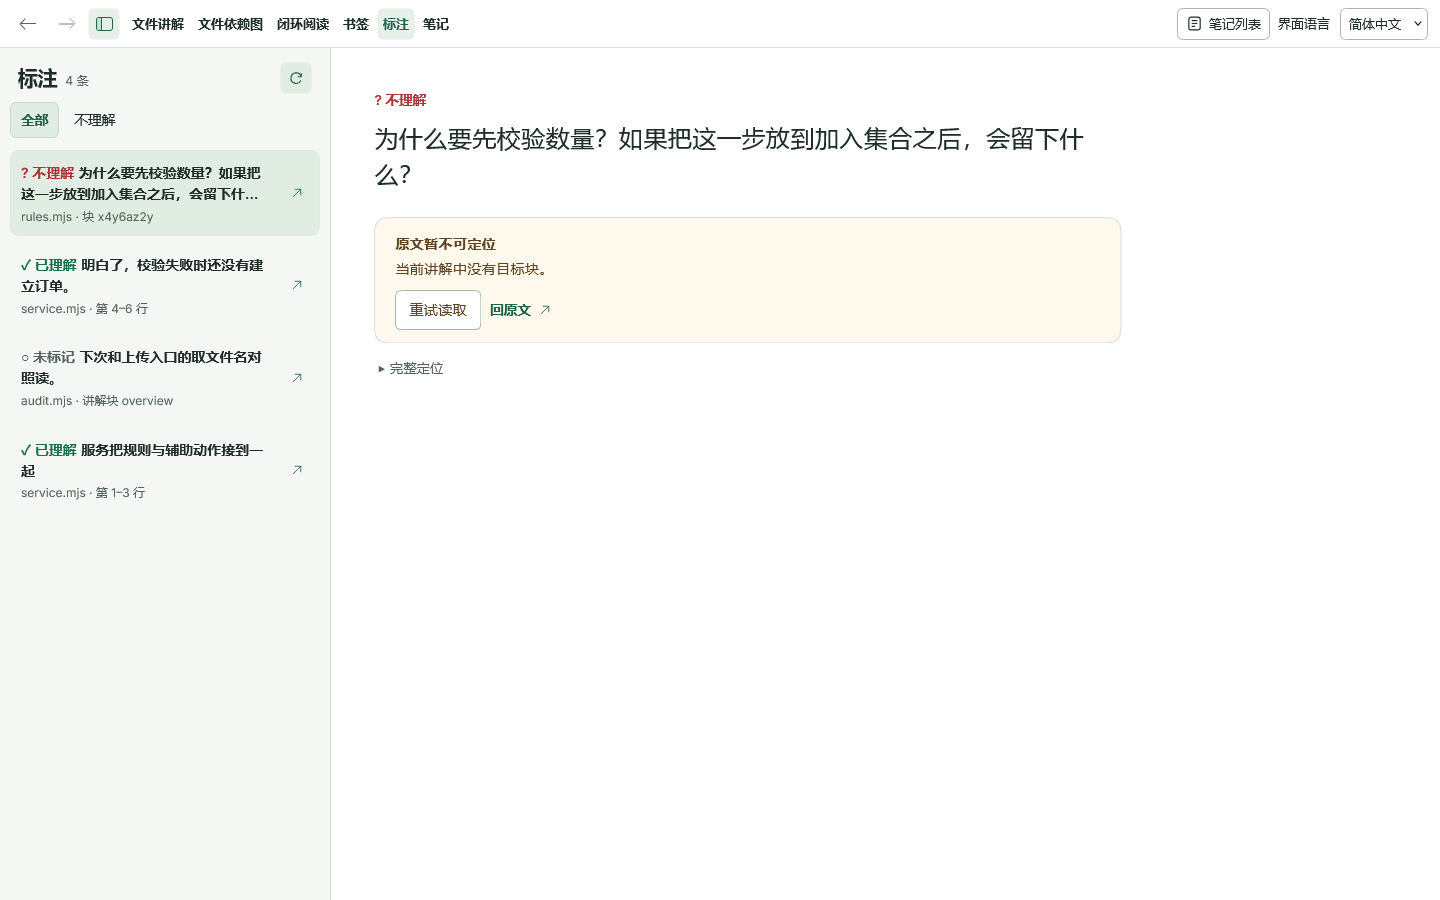 文件讲解 文件依赖图 闭环阅读 书签 标注 笔记 笔记列表 界面语言 简体中文
标注 4 条
全部 不理解
? 不理解 为什么要先校验数量？如果把
这一步放到加入集合之后，会留下什…
rules.mjs · 块 x4y6az2y
✓ 已理解 明白了，校验失败时还没有建
立订单。
service.mjs · 第 4–6 行
○ 未标记 下次和上传入口的取文件名对
照读。
audit.mjs · 讲解块 overview
✓ 已理解 服务把规则与辅助动作接到一
起
service.mjs · 第 1–3 行
? 不理解
为什么要先校验数量？如果把这一步放到加入集合之后，会留下什
么？
原文暂不可定位
当前讲解中没有目标块。
重试读取 回原文
完整定位